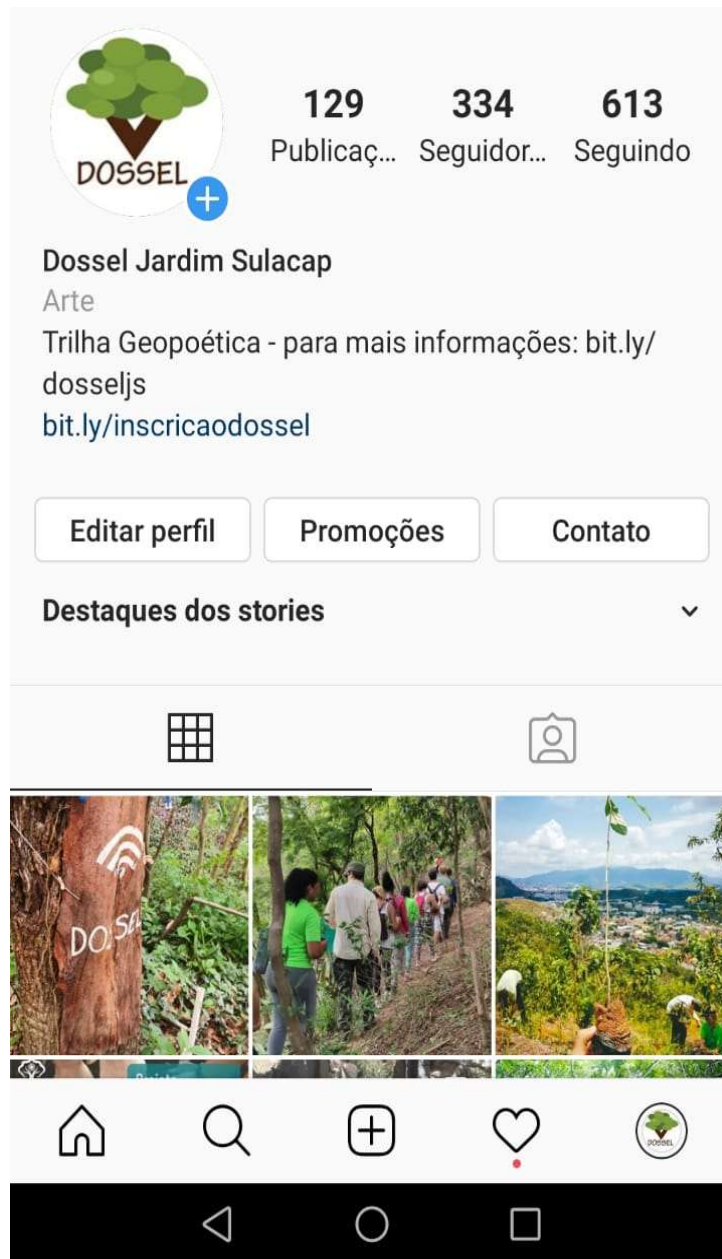 DOSSEL
129 334 613
Publicaç... Seguidor... Seguindo
Dossel Jardim Sulacap
Arte
Trilha Geopoética - para mais informações: bit.ly/
dosseljs
bit.ly/inscricaodossel
Editar perfil Promoções Contato
Destaques dos stories
DOSSEL
Projeto
DOSSEL